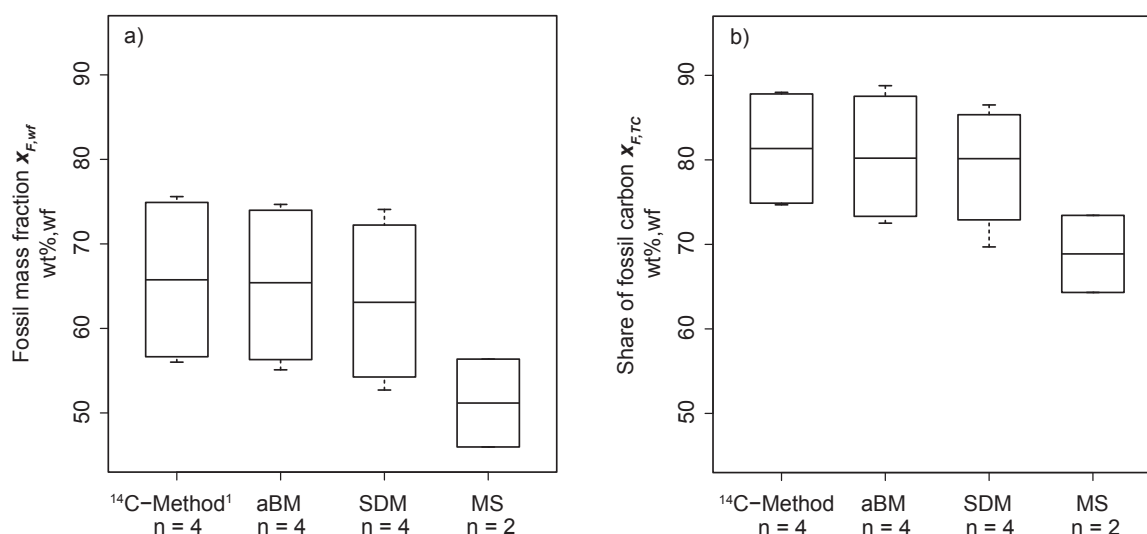 a)
Fossil mass fraction x_F,wf
wt%,wf
90
80
70
60
50
¹⁴C−Method¹ aBM SDM MS
n = 4 n = 4 n = 4 n = 2
b)
Share of fossil carbon x_F,TC
wt%,wf
90
80
70
60
50
¹⁴C−Method aBM SDM MS
n = 4 n = 4 n = 4 n = 2